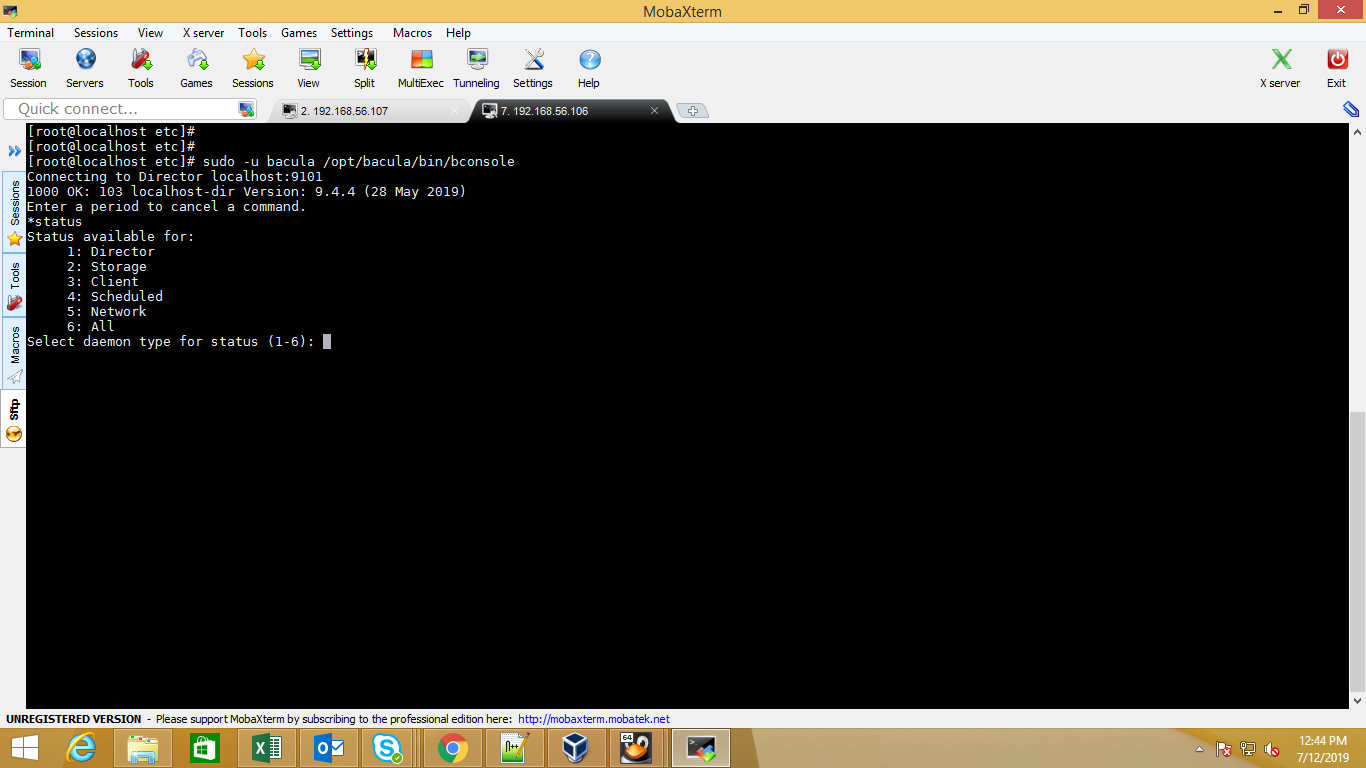 MobaXterm
Terminal Sessions View X server Tools Games Settings Macros Help
Session Servers Tools Games Sessions View Split MultiExec Tunneling Settings Help X server Exit
Quick connect... 2. 192.168.56.107 7. 192.168.56.106
[root@localhost etc]#
[root@localhost etc]#
[root@localhost etc]# sudo -u bacula /opt/bacula/bin/bconsole
Connecting to Director localhost:9101
1000 OK: 103 localhost-dir Version: 9.4.4 (28 May 2019)
Enter a period to cancel a command.
*status
Status available for:
1: Director
2: Storage
3: Client
4: Scheduled
5: Network
6: All
Select daemon type for status (1-6):
Sessions
Tools
Macros
Sftp
UNREGISTERED VERSION - Please support MobaXterm by subscribing to the professional edition here: http://mobaxterm.mobatek.net
64
12:44 PM
7/12/2019